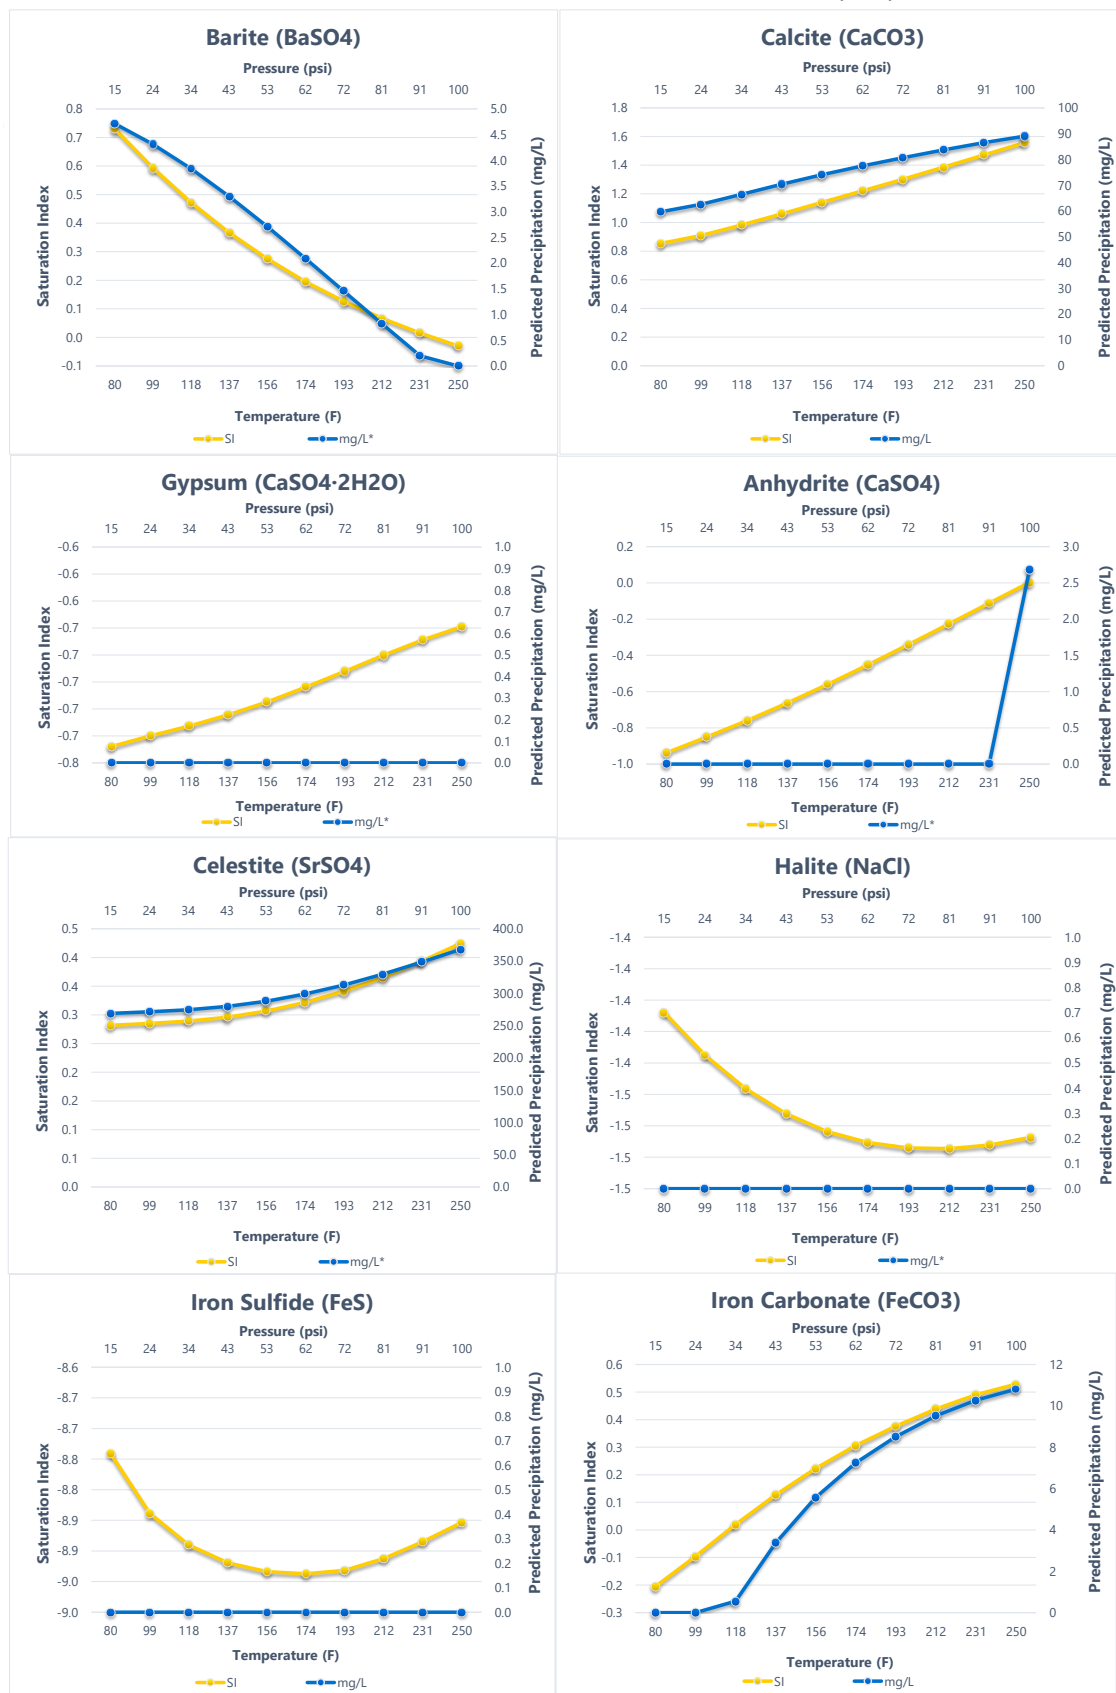 Barite (BaSO4)
Pressure (psi)
15 24 34 43 53 62 72 81 91 100
0.8 5.0
0.7 4.5
0.6 4.0
0.5 3.5
0.4 3.0
0.3 2.5
0.2 2.0
0.1 1.5
0.0 1.0
-0.1 0.5
0.0
Saturation Index
Predicted Precipitation (mg/L)
80 99 118 137 156 174 193 212 231 250
Temperature (F)
SI mg/L*
Calcite (CaCO3)
Pressure (psi)
15 24 34 43 53 62 72 81 91 100
1.8 100
1.6 90
1.4 80
1.2 70
1.0 60
0.8 50
0.6 40
0.4 30
0.2 20
0.0 10
0
Saturation Index
Predicted Precipitation (mg/L)
80 99 118 137 156 174 193 212 231 250
Temperature (F)
SI mg/L
Gypsum (CaSO4·2H2O)
Pressure (psi)
15 24 34 43 53 62 72 81 91 100
-0.6 1.0
-0.6 0.9
-0.6 0.8
-0.7 0.7
-0.7 0.6
-0.7 0.5
-0.7 0.4
-0.7 0.3
-0.8 0.2
0.1
0.0
Saturation Index
Predicted Precipitation (mg/L)
80 99 118 137 156 174 193 212 231 250
Temperature (F)
SI mg/L*
Anhydrite (CaSO4)
Pressure (psi)
15 24 34 43 53 62 72 81 91 100
0.2 3.0
0.0 2.5
-0.2 2.0
-0.4 1.5
-0.6 1.0
-0.8 0.5
-1.0 0.0
Saturation Index
Predicted Precipitation (mg/L)
80 99 118 137 156 174 193 212 231 250
Temperature (F)
SI mg/L*
Celestite (SrSO4)
Pressure (psi)
15 24 34 43 53 62 72 81 91 100
0.5 400.0
0.4 350.0
0.4 300.0
0.3 250.0
0.3 200.0
0.2 150.0
0.2 100.0
0.1 50.0
0.1 0.0
0.0
Saturation Index
Predicted Precipitation (mg/L)
80 99 118 137 156 174 193 212 231 250
Temperature (F)
SI mg/L*
Halite (NaCl)
Pressure (psi)
15 24 34 43 53 62 72 81 91 100
-1.4 1.0
-1.4 0.9
-1.4 0.8
-1.4 0.7
-1.4 0.6
-1.5 0.5
-1.5 0.4
-1.5 0.3
-1.5 0.2
0.1
0.0
Saturation Index
Predicted Precipitation (mg/L)
80 99 118 137 156 174 193 212 231 250
Temperature (F)
SI mg/L*
Iron Sulfide (FeS)
Pressure (psi)
15 24 34 43 53 62 72 81 91 100
-8.6 1.0
-8.7 0.9
-8.7 0.8
-8.8 0.7
-8.8 0.6
-8.9 0.5
-8.9 0.4
-9.0 0.3
-9.0 0.2
0.1
0.0
Saturation Index
Predicted Precipitation (mg/L)
80 99 118 137 156 174 193 212 231 250
Temperature (F)
SI mg/L
Iron Carbonate (FeCO3)
Pressure (psi)
15 24 34 43 53 62 72 81 91 100
0.6 12
0.5 10
0.4 8
0.3 6
0.2 4
0.1 2
0.0 0
-0.1
-0.2
-0.3
Saturation Index
Predicted Precipitation (mg/L)
80 99 118 137 156 174 193 212 231 250
Temperature (F)
SI mg/L